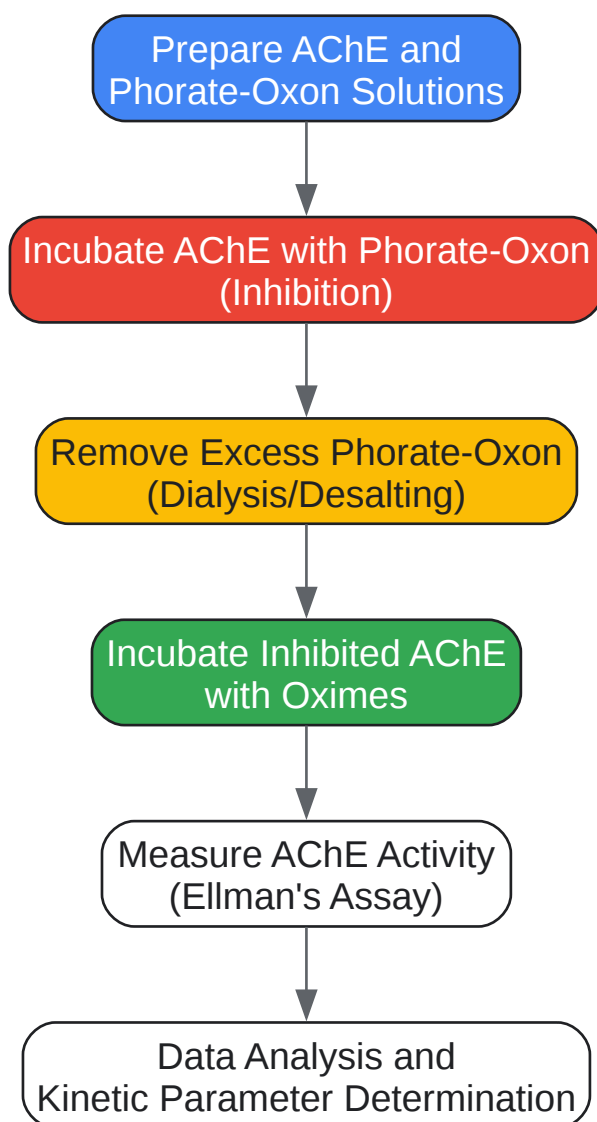 Prepare AChE and
Phorate-Oxon Solutions
Incubate AChE with Phorate-Oxon
(Inhibition)
Remove Excess Phorate-Oxon
(Dialysis/Desalting)
Incubate Inhibited AChE
with Oximes
Measure AChE Activity
(Ellman's Assay)
Data Analysis and
Kinetic Parameter Determination